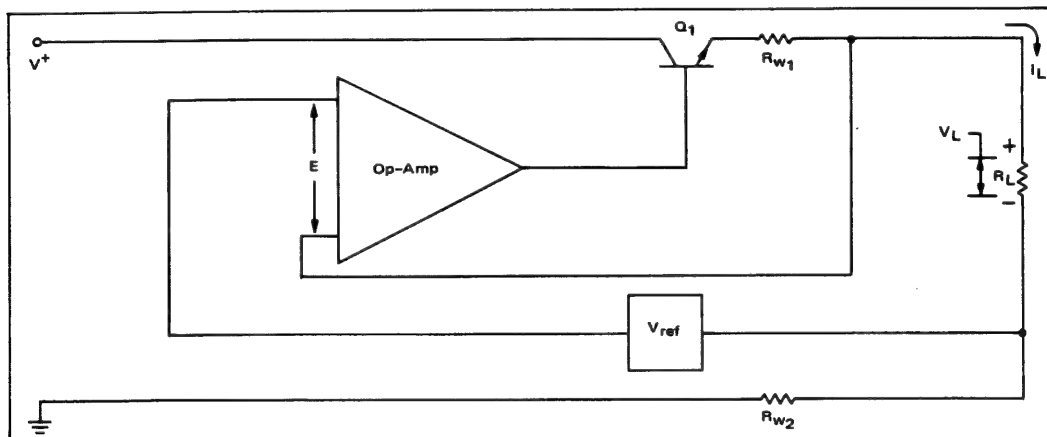 Q1
V+
RW1
IL
E
Op-Amp
VL
+
RL
−
Vref
RW2